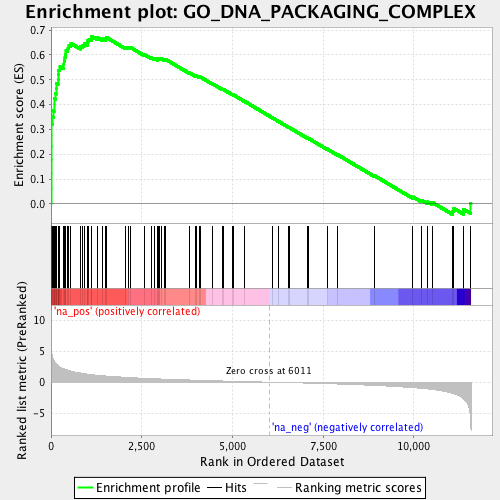 Enrichment plot: GO_DNA_PACKAGING_COMPLEX
Enrichment score (ES)
0.7
0.6
0.5
0.4
0.3
0.2
0.1
0.0
'na_pos' (positively correlated)
Ranked list metric (PreRanked)
10
5
0
-5
Zero cross at 6011
'na_neg' (negatively correlated)
0
2,500
5,000
7,500
10,000
Rank in Ordered Dataset
Enrichment profile
Hits
Ranking metric scores